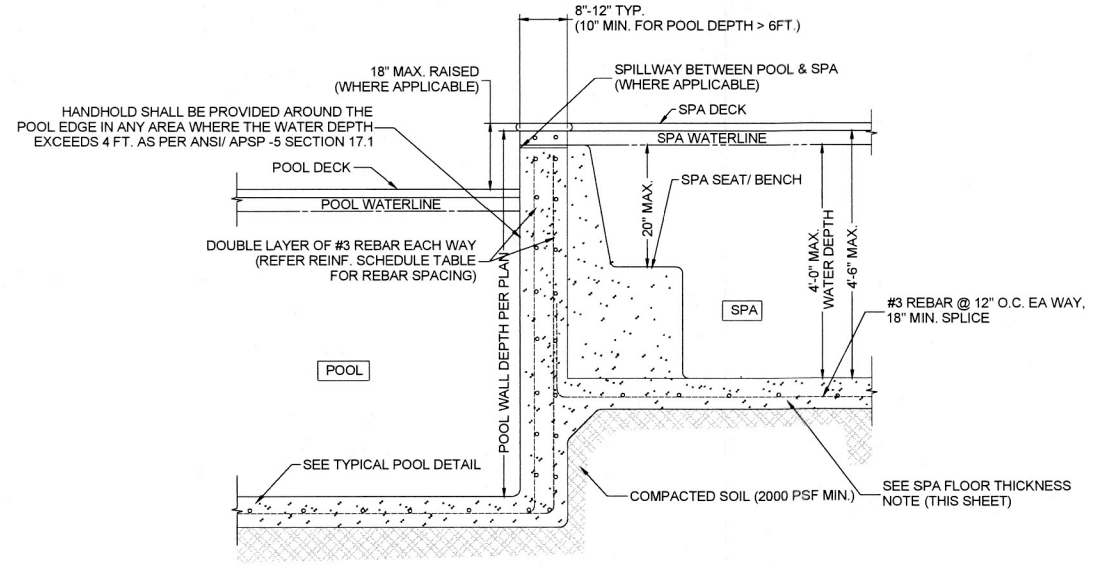 8"-12" TYP.
(10" MIN. FOR POOL DEPTH > 6FT.)
18" MAX. RAISED
(WHERE APPLICABLE)
SPILLWAY BETWEEN POOL & SPA
(WHERE APPLICABLE)
HANDHOLD SHALL BE PROVIDED AROUND THE
POOL EDGE IN ANY AREA WHERE THE WATER DEPTH
EXCEEDS 4 FT. AS PER ANSI/ APSP -5 SECTION 17.1
SPA DECK
SPA WATERLINE
POOL DECK
SPA SEAT/ BENCH
POOL WATERLINE
20" MAX.
DOUBLE LAYER OF #3 REBAR EACH WAY
(REFER REINF. SCHEDULE TABLE
FOR REBAR SPACING)
POOL WALL DEPTH PER PLAN
4'-0" MAX.
WATER DEPTH
4'-6" MAX.
#3 REBAR @ 12" O.C. EA WAY,
18" MIN. SPLICE
SPA
POOL
SEE TYPICAL POOL DETAIL
COMPACTED SOIL (2000 PSF MIN.)
SEE SPA FLOOR THICKNESS
NOTE (THIS SHEET)